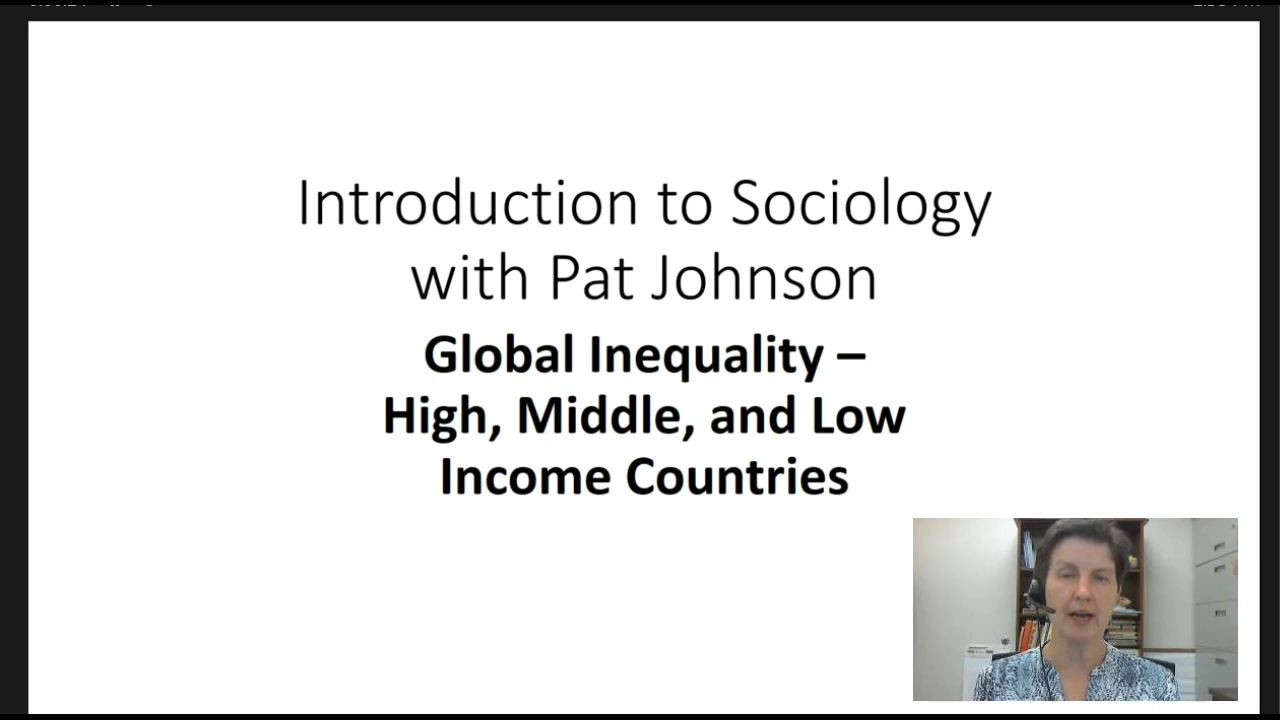 Introduction to Sociology
with Pat Johnson
Global Inequality –
High, Middle, and Low
Income Countries